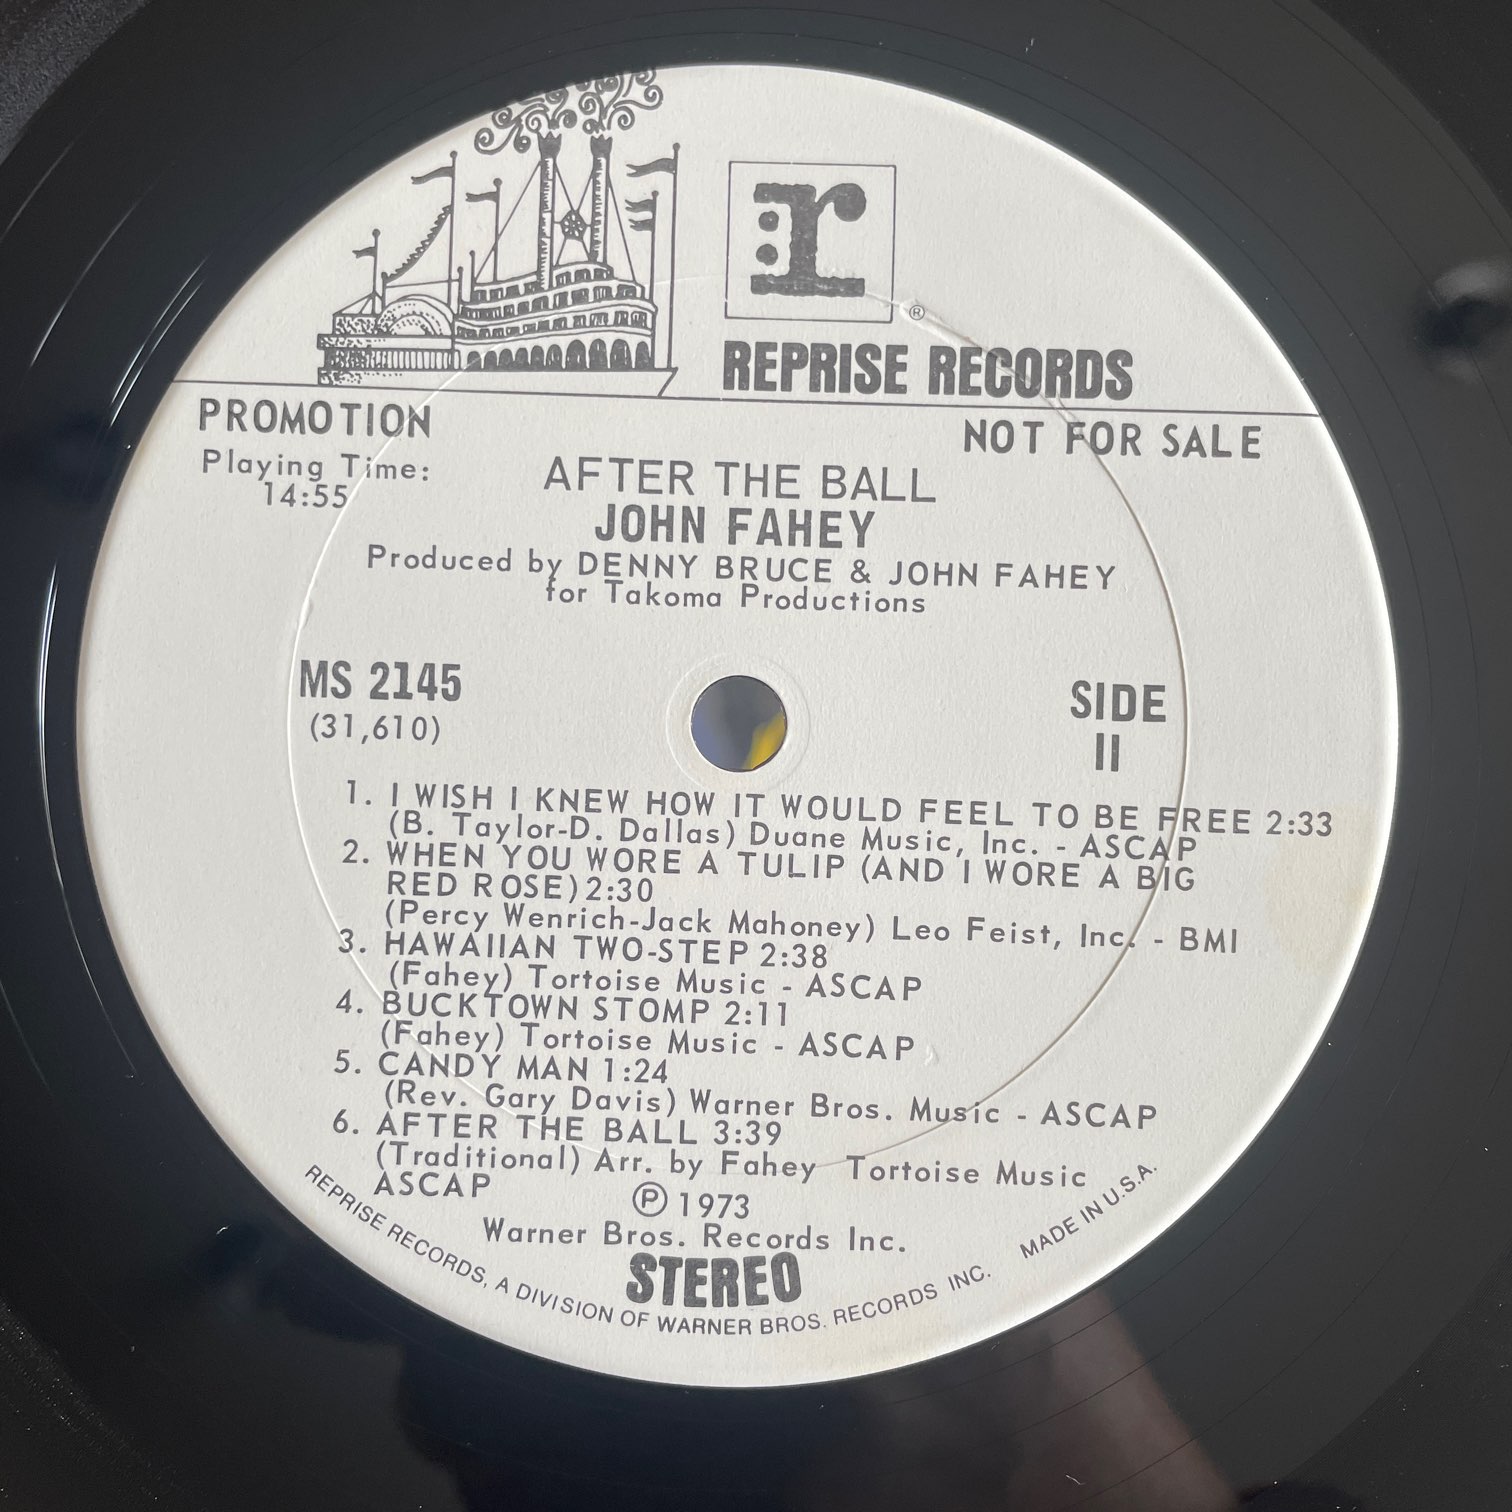 r
®
REPRISE RECORDS
PROMOTION
NOT FOR SALE
Playing Time:
14:55
AFTER THE BALL
JOHN FAHEY
Produced by DENNY BRUCE & JOHN FAHEY
for Takoma Productions
MS 2145
(31,610)
SIDE
II
1. I WISH I KNEW HOW IT WOULD FEEL TO BE FREE 2:33
(B. Taylor-D. Dallas) Duane Music, Inc. - ASCAP
2. WHEN YOU WORE A TULIP (AND I WORE A BIG
RED ROSE) 2:30
(Percy Wenrich-Jack Mahoney) Leo Feist, Inc. - BMI
3. HAWAIIAN TWO-STEP 2:38
(Fahey) Tortoise Music - ASCAP
4. BUCKTOWN STOMP 2:11
(Fahey) Tortoise Music - ASCAP
5. CANDY MAN 1:24
(Rev. Gary Davis) Warner Bros. Music - ASCAP
6. AFTER THE BALL 3:39
(Traditional) Arr. by Fahey Tortoise Music
ASCAP
Ⓟ 1973
Warner Bros. Records Inc.
STEREO
REPRISE RECORDS, A DIVISION OF WARNER BROS. RECORDS INC. MADE IN U.S.A.